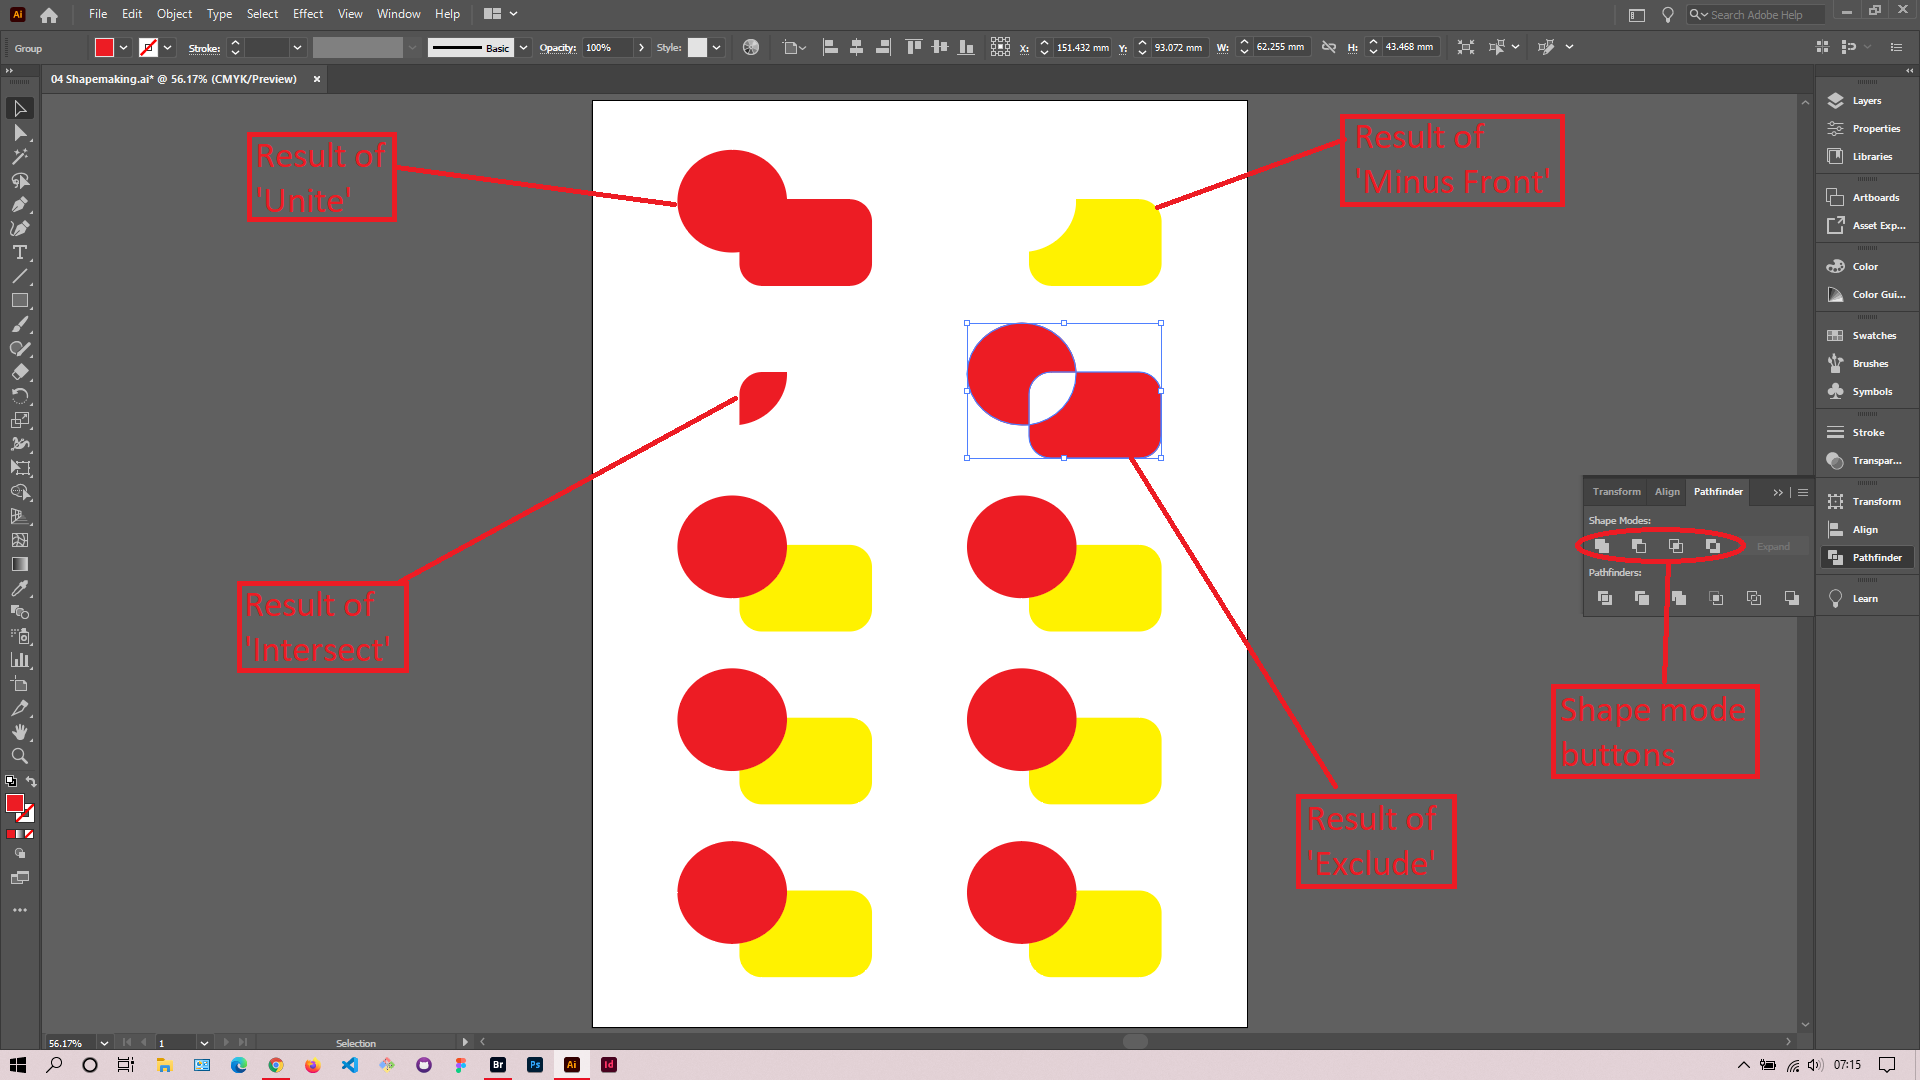 Ai
File Edit Object Type Select Effect View Window Help
Search Adobe Help
Group
Stroke:
Basic
Opacity: 100%
Style:
X: 151.432 mm
Y: 93.072 mm
W: 62.255 mm
H: 43.468 mm
04 Shapemaking.ai* @ 56.17% (CMYK/Preview)
Result of
'Unite'
Result of
'Minus Front'
Result of
'Intersect'
Result of
'Exclude'
Shape mode
buttons
Transform Align Pathfinder
Shape Modes:
Expand
Pathfinders:
Layers
Properties
Libraries
Artboards
Asset Exp...
Color
Color Gui...
Swatches
Brushes
Symbols
Stroke
Transpar...
Transform
Align
Pathfinder
Learn
56.17%
1
Selection
Br
Ps
Ai
Id
07:15